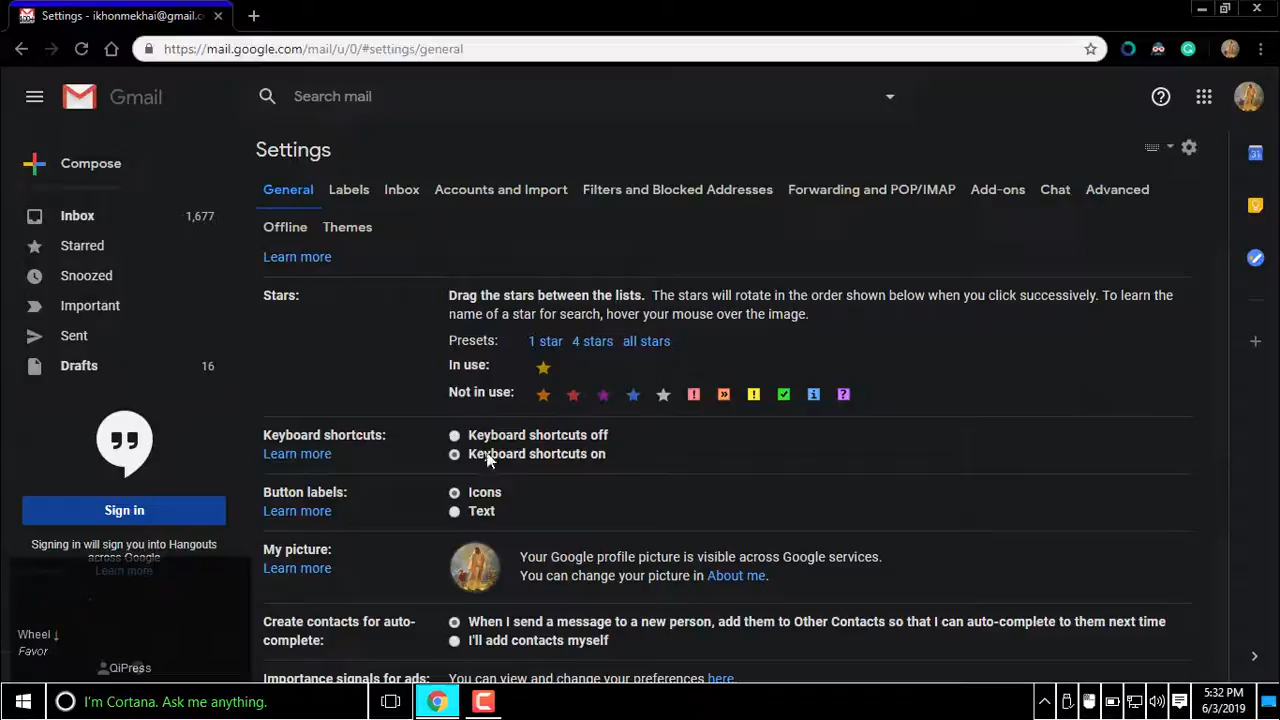 Settings - ikhonmekhai@gmail.c
https://mail.google.com/mail/u/0/#settings/general
Gmail
Search mail
Compose
Inbox 1,677
Starred
Snoozed
Important
Sent
Drafts 16
Sign in
Signing in will sign you into Hangouts
across Google
Learn more
Wheel ↓
Favor
QiPress
Settings
General Labels Inbox Accounts and Import Filters and Blocked Addresses Forwarding and POP/IMAP Add-ons Chat Advanced
Offline Themes
Learn more
Stars: Drag the stars between the lists. The stars will rotate in the order shown below when you click successively. To learn the
name of a star for search, hover your mouse over the image.
Presets: 1 star 4 stars all stars
In use:
Not in use:
Keyboard shortcuts: Keyboard shortcuts off
Learn more Keyboard shortcuts on
Button labels: Icons
Learn more Text
My picture: Your Google profile picture is visible across Google services.
Learn more You can change your picture in About me.
Create contacts for auto- When I send a message to a new person, add them to Other Contacts so that I can auto-complete to them next time
complete: I'll add contacts myself
Importance signals for ads: You can view and change your preferences here.
31
I'm Cortana. Ask me anything.
5:32 PM
6/3/2019